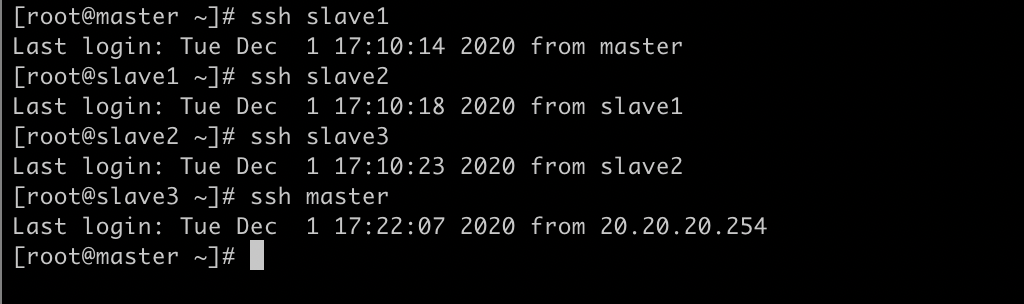 [root@master ~]# ssh slave1
Last login: Tue Dec  1 17:10:14 2020 from master
[root@slave1 ~]# ssh slave2
Last login: Tue Dec  1 17:10:18 2020 from slave1
[root@slave2 ~]# ssh slave3
Last login: Tue Dec  1 17:10:23 2020 from slave2
[root@slave3 ~]# ssh master
Last login: Tue Dec  1 17:22:07 2020 from 20.20.20.254
[root@master ~]#